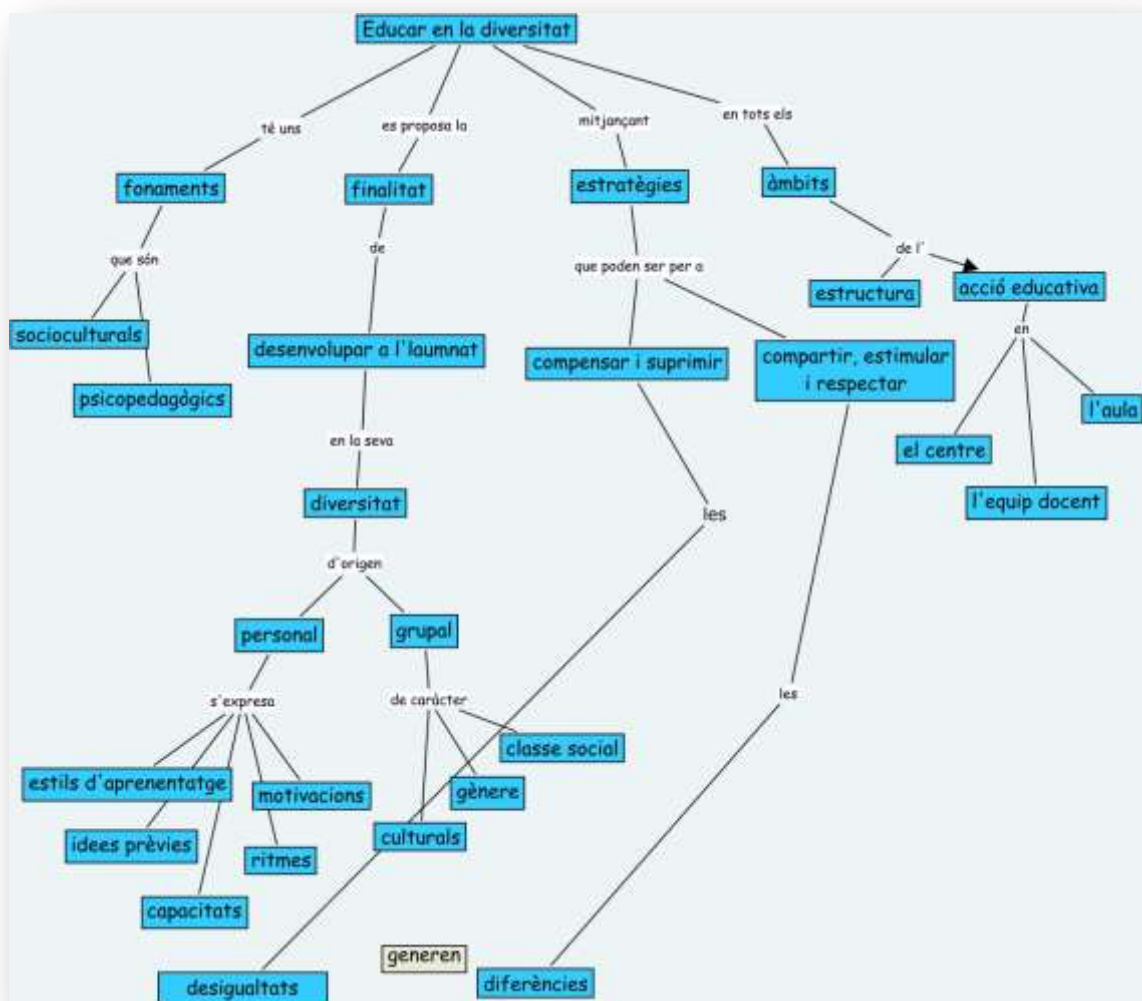 Educar en la diversitat
té uns
es proposa la
mitjançant
en tots els
fonaments
finalitat
estratègies
àmbits
que són
de
que poden ser per a
de l'
estructura
acció educativa
socioculturals
psicopedagògics
desenvolupar a l'laumnat
compensar i suprimir
compartir, estimular
i respectar
en
l'aula
el centre
l'equip docent
en la seva
diversitat
les
d'origen
personal
grupal
s'expresa
de caràcter
les
estils d'aprenentatge
motivacions
classe social
gènere
idees prèvies
ritmes
culturals
capacitats
generen
desigualtats
diferències